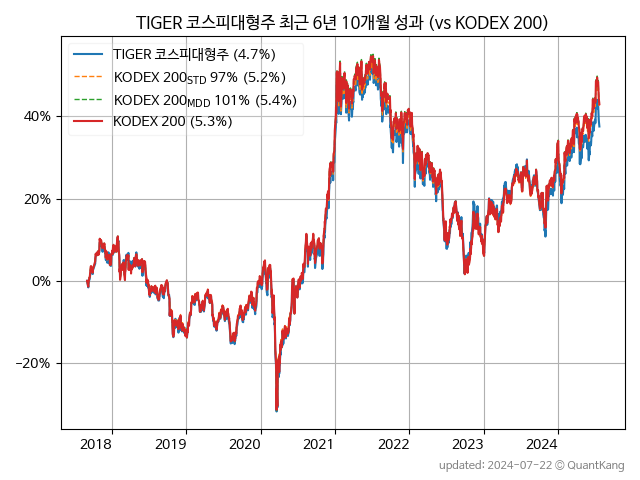 TIGER 코스피대형주 최근 6년 10개월 성과 (vs KODEX 200)
TIGER 코스피대형주 (4.7%)
KODEX 200STD 97% (5.2%)
KODEX 200MDD 101% (5.4%)
KODEX 200 (5.3%)
40%
20%
0%
−20%
2018 2019 2020 2021 2022 2023 2024
updated: 2024-07-22 © QuantKang